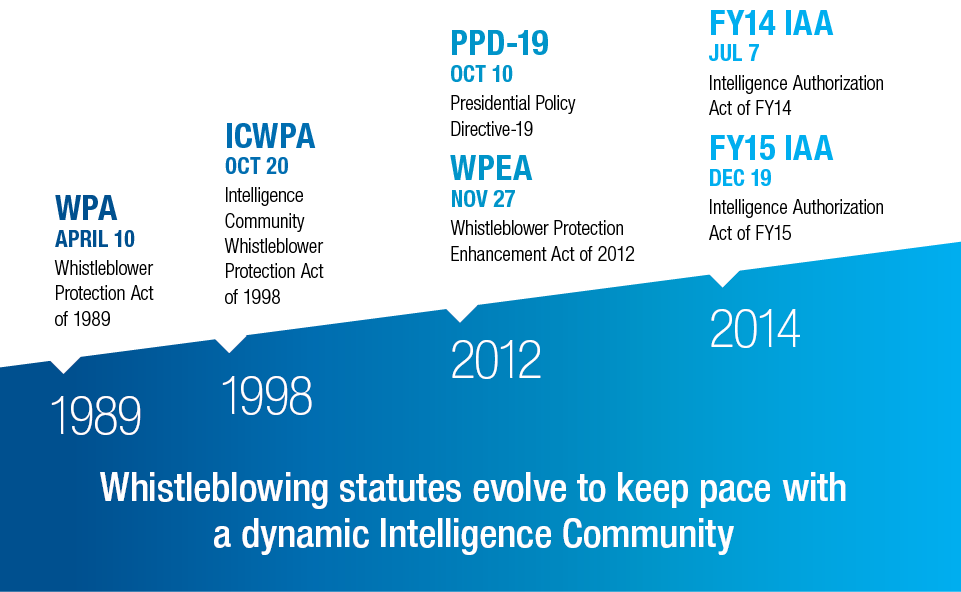 WPA
APRIL 10
Whistleblower
Protection Act
of 1989
1989
ICWPA
OCT 20
Intelligence
Community
Whistleblower
Protection Act
of 1998
1998
PPD-19
OCT 10
Presidential Policy
Directive-19
WPEA
NOV 27
Whistleblower Protection
Enhancement Act of 2012
2012
FY14 IAA
JUL 7
Intelligence Authorization
Act of FY14
FY15 IAA
DEC 19
Intelligence Authorization
Act of FY15
2014
Whistleblowing statutes evolve to keep pace with
a dynamic Intelligence Community